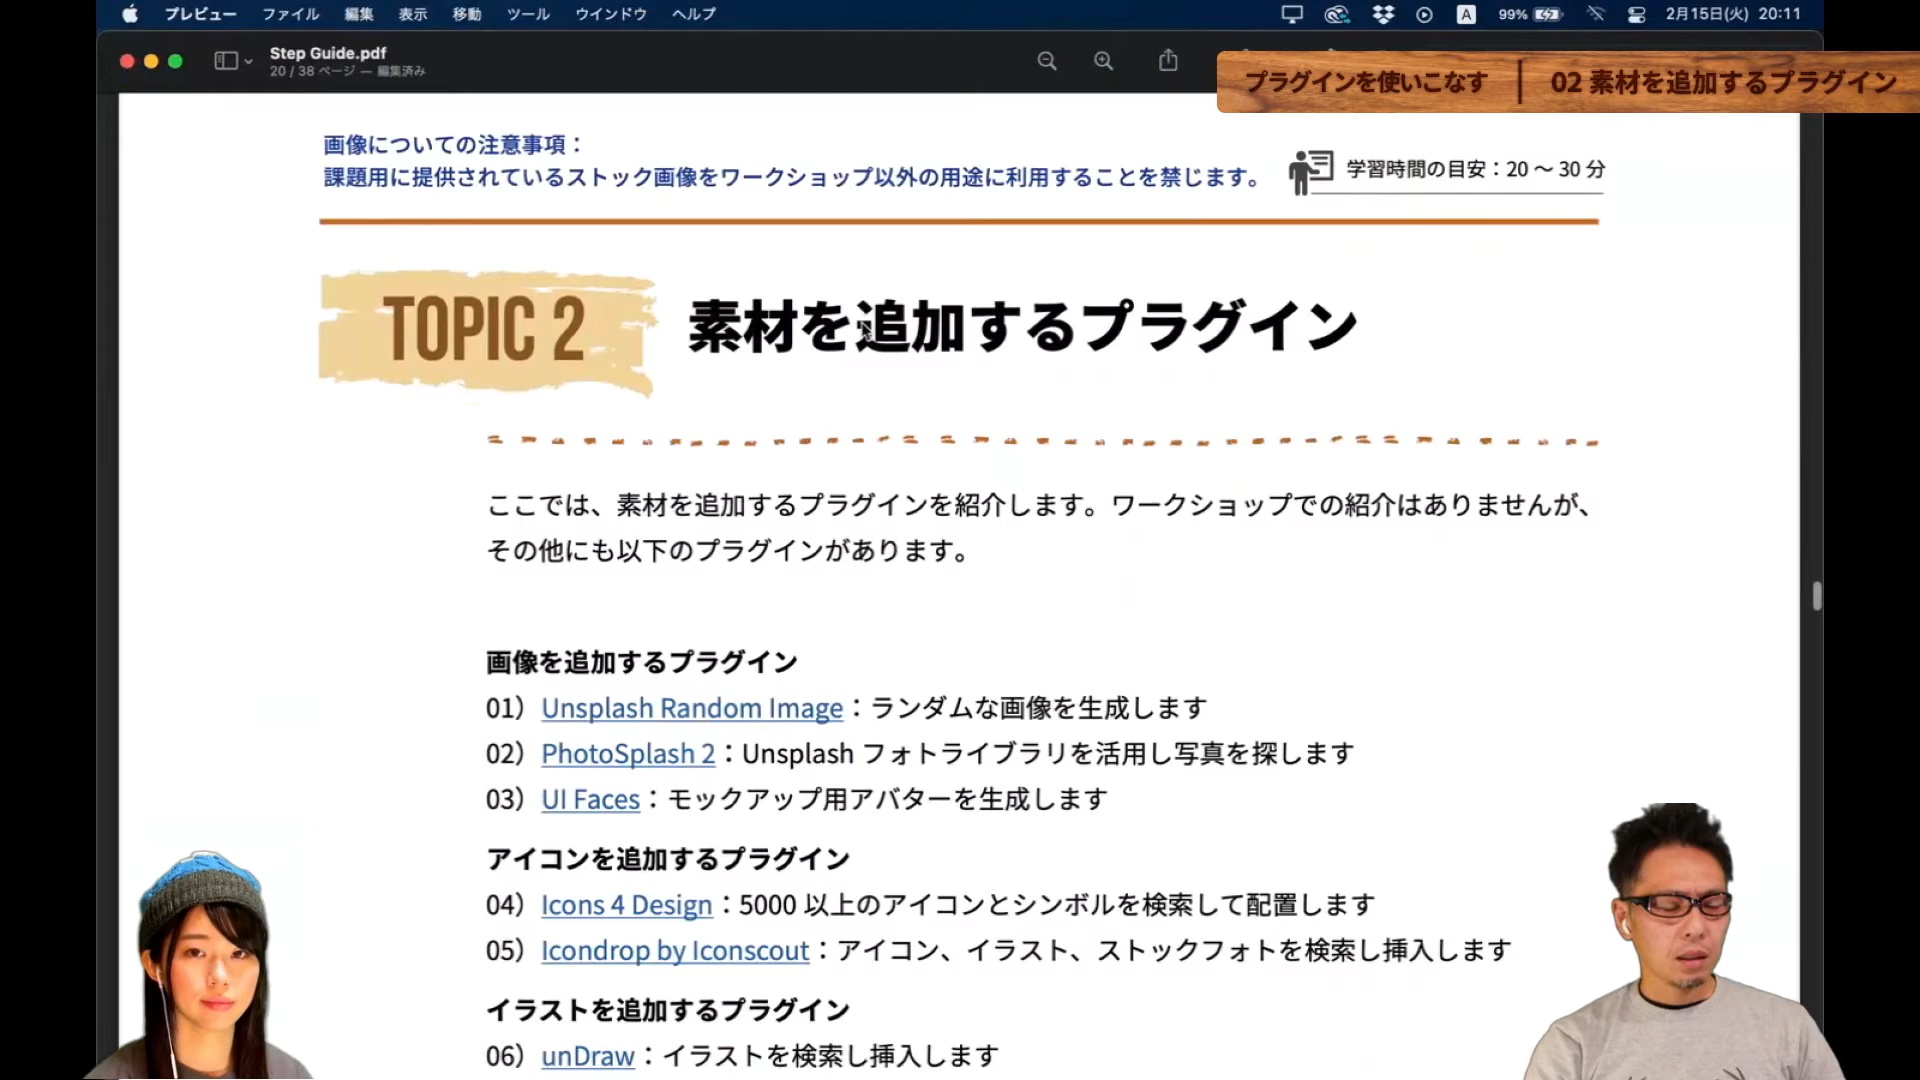 プレビュー ファイル 編集 表示 移動 ツール ウインドウ ヘルプ
A 99% 2月15日(火) 20:11
Step Guide.pdf
20 / 38 ページ — 編集済み
プラグインを使いこなす | 02 素材を追加するプラグイン
画像についての注意事項：
課題用に提供されているストック画像をワークショップ以外の用途に利用することを禁じます。
学習時間の目安：20 〜 30 分
TOPIC 2 素材を追加するプラグイン
ここでは、素材を追加するプラグインを紹介します。ワークショップでの紹介はありませんが、
その他にも以下のプラグインがあります。
画像を追加するプラグイン
01）Unsplash Random Image：ランダムな画像を生成します
02）PhotoSplash 2：Unsplash フォトライブラリを活用し写真を探します
03）UI Faces：モックアップ用アバターを生成します
アイコンを追加するプラグイン
04）Icons 4 Design：5000 以上のアイコンとシンボルを検索して配置します
05）Icondrop by Iconscout：アイコン、イラスト、ストックフォトを検索し挿入します
イラストを追加するプラグイン
06）unDraw：イラストを検索し挿入します